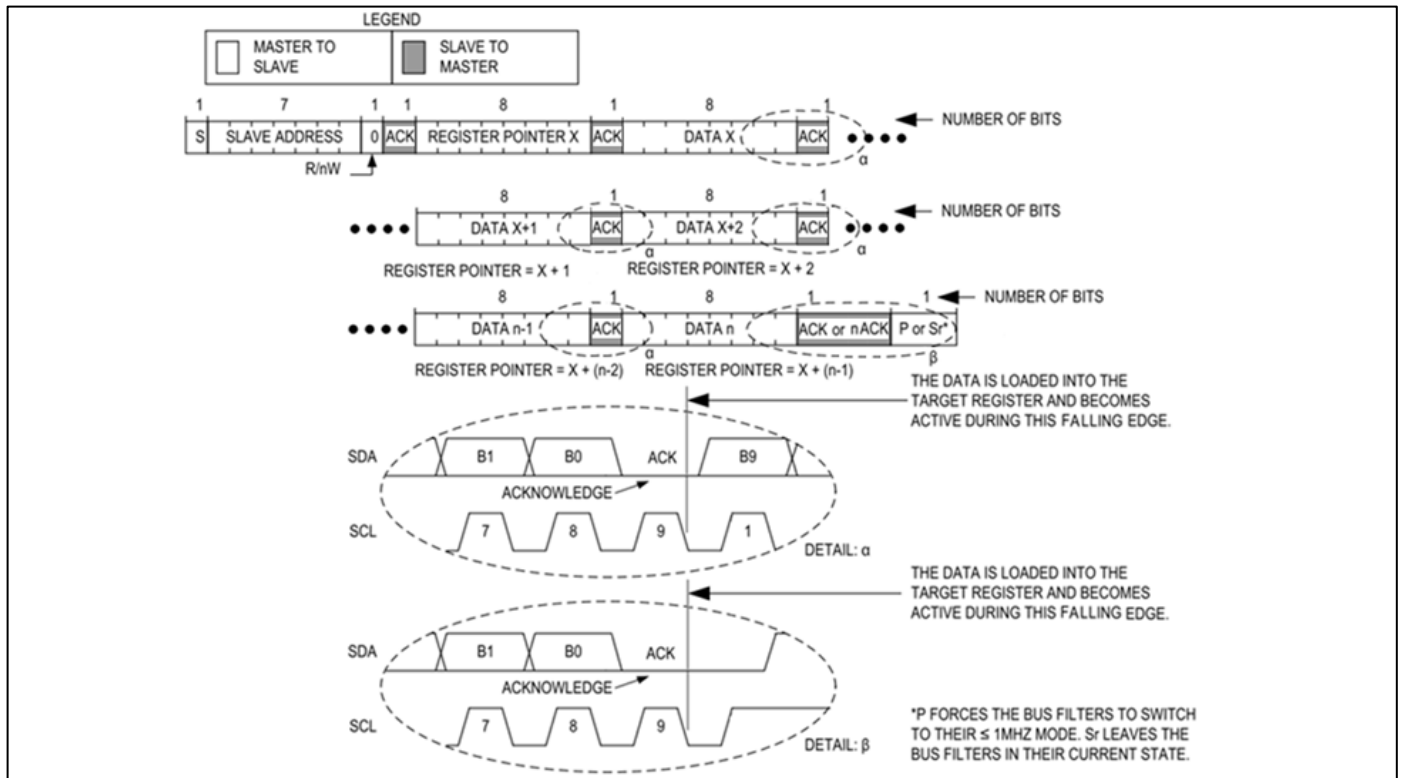 LEGEND
MASTER TO
SLAVE
SLAVE TO
MASTER
1 7 1 1 8 1 8 1
NUMBER OF BITS
S SLAVE ADDRESS 0 ACK REGISTER POINTER X ACK DATA X ACK
α
R/nW
8 1 8 1
NUMBER OF BITS
DATA X+1 ACK DATA X+2 ACK
α α
REGISTER POINTER = X + 1 REGISTER POINTER = X + 2
8 1 8 1 1
NUMBER OF BITS
DATA n-1 ACK DATA n ACK or nACK P or Sr*
α β
REGISTER POINTER = X + (n-2) REGISTER POINTER = X + (n-1)
THE DATA IS LOADED INTO THE
TARGET REGISTER AND BECOMES
ACTIVE DURING THIS FALLING EDGE.
SDA B1 B0 ACK B9
ACKNOWLEDGE
SCL 7 8 9 1
DETAIL: α
THE DATA IS LOADED INTO THE
TARGET REGISTER AND BECOMES
ACTIVE DURING THIS FALLING EDGE.
SDA B1 B0 ACK
ACKNOWLEDGE
SCL 7 8 9
DETAIL: β
*P FORCES THE BUS FILTERS TO SWITCH
TO THEIR ≤ 1MHZ MODE. Sr LEAVES THE
BUS FILTERS IN THEIR CURRENT STATE.